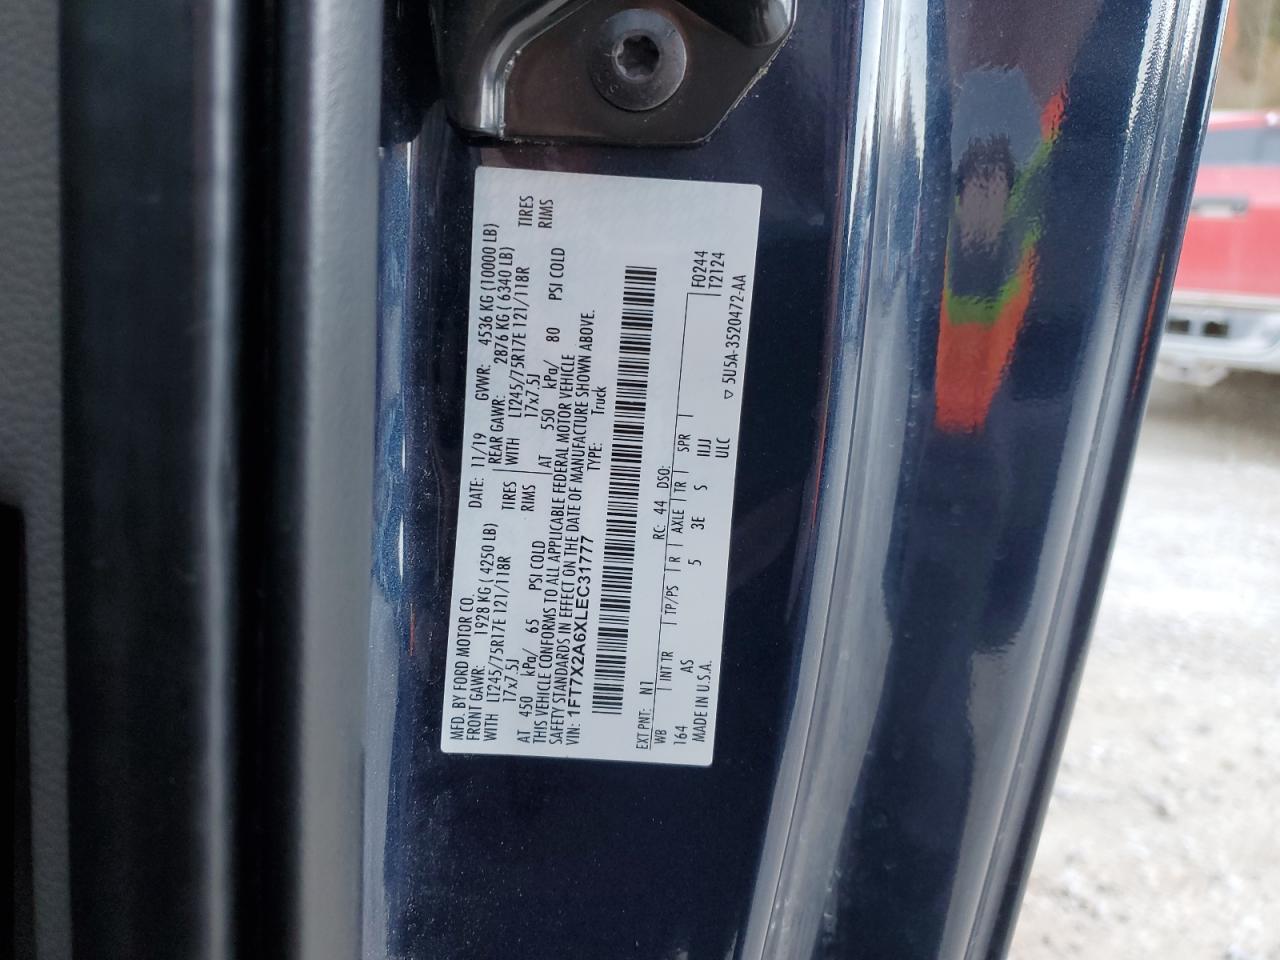 MFD. BY FORD MOTOR CO.
DATE: 11/19
GVWR: 4536 KG (10000 LB)
FRONT GAWR: 1928 KG ( 4250 LB)
REAR GAWR: 2876 KG ( 6340 LB)
WITH LT245/75R17E 121/118R TIRES
WITH LT245/75R17E 121/118R TIRES
17x7.5J RIMS
17x7.5J RIMS
AT 450 kPa/ 65 PSI COLD
AT 550 kPa/ 80 PSI COLD
THIS VEHICLE CONFORMS TO ALL APPLICABLE FEDERAL MOTOR VEHICLE
SAFETY STANDARDS IN EFFECT ON THE DATE OF MANUFACTURE SHOWN ABOVE.
VIN: 1FT7X2A6XLEC31777
TYPE: Truck
EXT PNT: N1
RC: 44 DSO:
F0244
T2124
WB | INT TR | TP/PS | R | AXLE | TR | SPR
164 AS 5 3E S IIJJ
MADE IN U.S.A. ULC
▽ 5U5A-3520472-AA